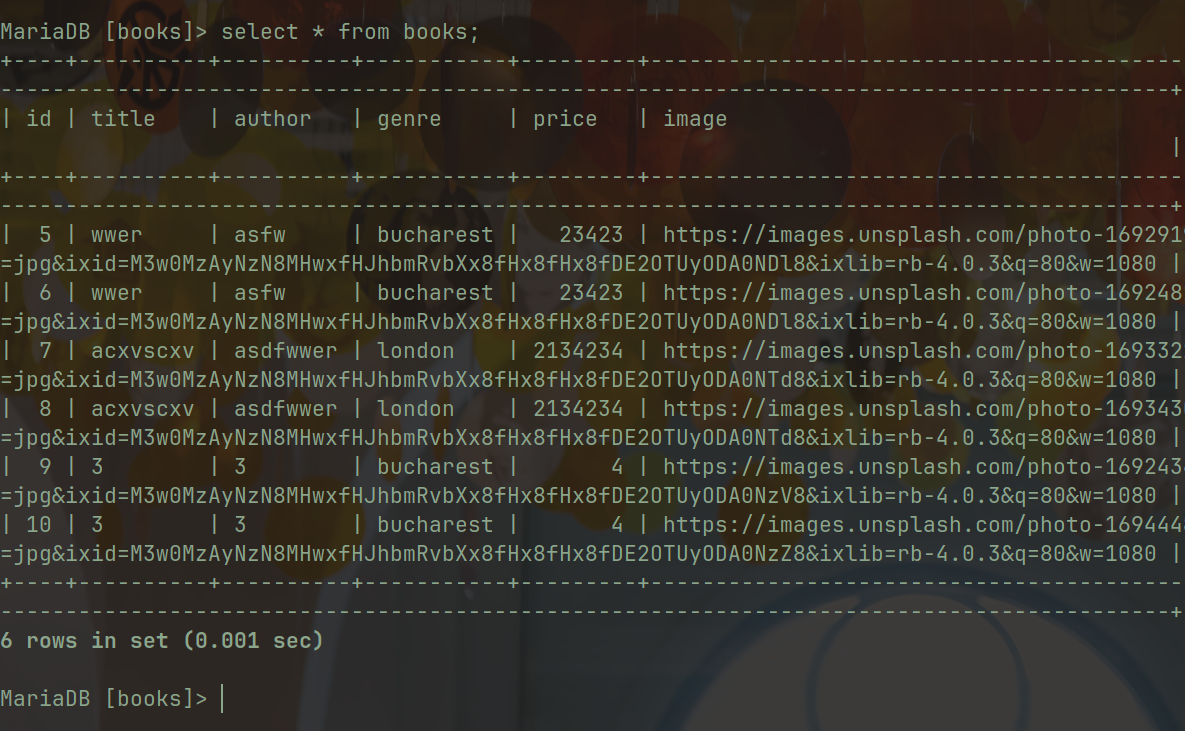 MariaDB [books]> select * from books;
+----+----------+----------+-----------+---------+-----------------------------------------
------------------------------------------------------------------------------------------+
| id | title    | author   | genre     | price   | image
|
+----+----------+----------+-----------+---------+-----------------------------------------
------------------------------------------------------------------------------------------+
|  5 | wwer     | asfw     | bucharest |   23423 | https://images.unsplash.com/photo-1692919
=jpg&ixid=M3w0MzAyNzN8MHwxfHJhbmRvbXx8fHx8fHx8fDE2OTUyODA0NDl8&ixlib=rb-4.0.3&q=80&w=1080 |
|  6 | wwer     | asfw     | bucharest |   23423 | https://images.unsplash.com/photo-169248
=jpg&ixid=M3w0MzAyNzN8MHwxfHJhbmRvbXx8fHx8fHx8fDE2OTUyODA0NDl8&ixlib=rb-4.0.3&q=80&w=1080 |
|  7 | acxvscxv | asdfwwer | london    | 2134234 | https://images.unsplash.com/photo-169332
=jpg&ixid=M3w0MzAyNzN8MHwxfHJhbmRvbXx8fHx8fHx8fDE2OTUyODA0NTd8&ixlib=rb-4.0.3&q=80&w=1080 |
|  8 | acxvscxv | asdfwwer | london    | 2134234 | https://images.unsplash.com/photo-169343
=jpg&ixid=M3w0MzAyNzN8MHwxfHJhbmRvbXx8fHx8fHx8fDE2OTUyODA0NTd8&ixlib=rb-4.0.3&q=80&w=1080 |
|  9 | 3        | 3        | bucharest |       4 | https://images.unsplash.com/photo-169243
=jpg&ixid=M3w0MzAyNzN8MHwxfHJhbmRvbXx8fHx8fHx8fDE2OTUyODA0NzV8&ixlib=rb-4.0.3&q=80&w=1080 |
| 10 | 3        | 3        | bucharest |       4 | https://images.unsplash.com/photo-169444
=jpg&ixid=M3w0MzAyNzN8MHwxfHJhbmRvbXx8fHx8fHx8fDE2OTUyODA0NzZ8&ixlib=rb-4.0.3&q=80&w=1080 |
+----+----------+----------+-----------+---------+-----------------------------------------
------------------------------------------------------------------------------------------+
6 rows in set (0.001 sec)
MariaDB [books]>